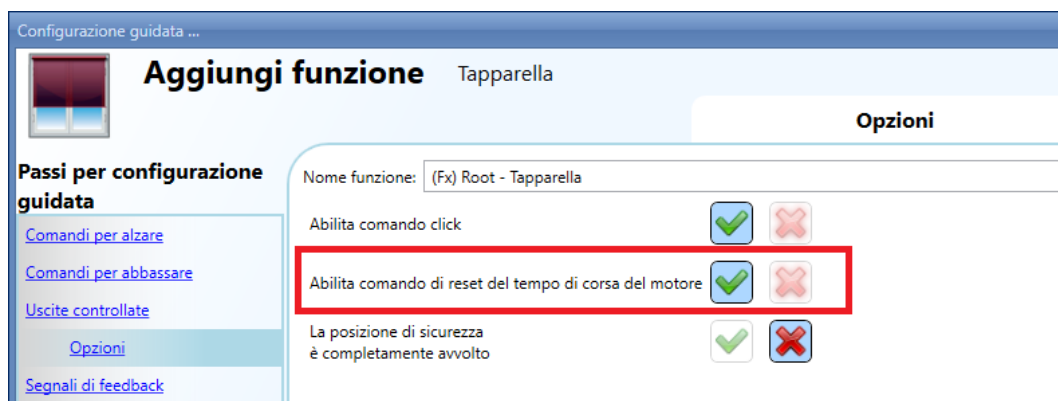 Configurazione guidata ...
Aggiungi funzione Tapparella
Opzioni
Passi per configurazione
guidata
Comandi per alzare
Comandi per abbassare
Uscite controllate
Opzioni
Segnali di feedback
Nome funzione: (Fx) Root - Tapparella
Abilita comando click
Abilita comando di reset del tempo di corsa del motore
La posizione di sicurezza
è completamente avvolto